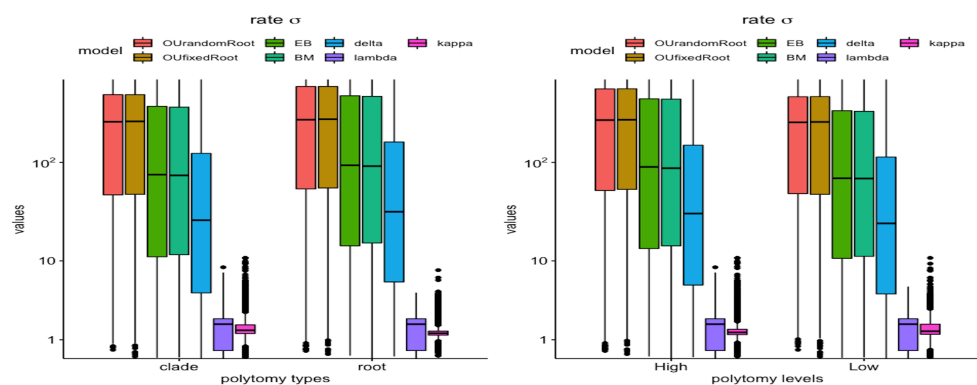 rate σ
model OUrandomRoot EB delta kappa
OUfixedRoot BM lambda
values
10²
10
1
clade root
polytomy types
rate σ
model OUrandomRoot EB delta kappa
OUfixedRoot BM lambda
values
10²
10
1
High Low
polytomy levels